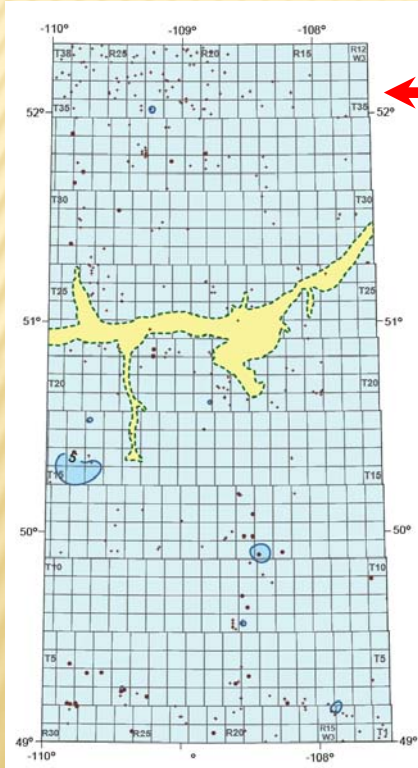 -110° -109° -108°
T38 R25 R20 R15 R12
W3
T35 T35
52° 52°
T30 T30
T25 T25
51° 51°
T20 T20
5
T15 T15
50° 50°
T10 T10
T5 T5
R30 R25 R20 R15 T1
W3
49° 49°
-110° ° -108°